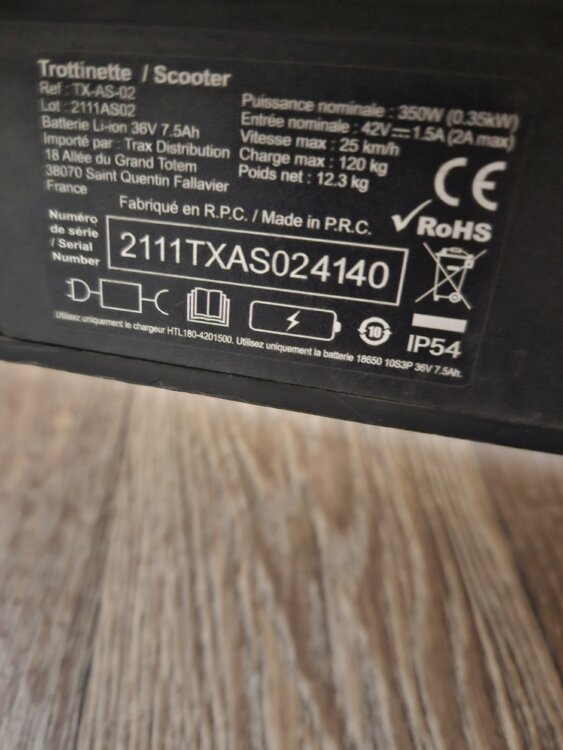 Trottinette / Scooter
Ref : TX-AS-02
Lot : 2111AS02
Batterie Li-ion 36V 7.5Ah
Importé par : Trax Distribution
18 Allée du Grand Totem
38070 Saint Quentin Fallavier
France
Puissance nominale : 350W (0.35kW)
Entrée nominale : 42V⎓1.5A (2A max)
Vitesse max : 25 km/h
Charge max : 120 kg
Poids net : 12.3 kg
CE
RoHS
Fabriqué en R.P.C. / Made in P.R.C.
Numéro
de série
/ Serial
Number
2111TXAS024140
10
IP54
Utilisez uniquement le chargeur HTL180-4201500. Utilisez uniquement la batterie 18650 10S3P 36V 7.5Ah.